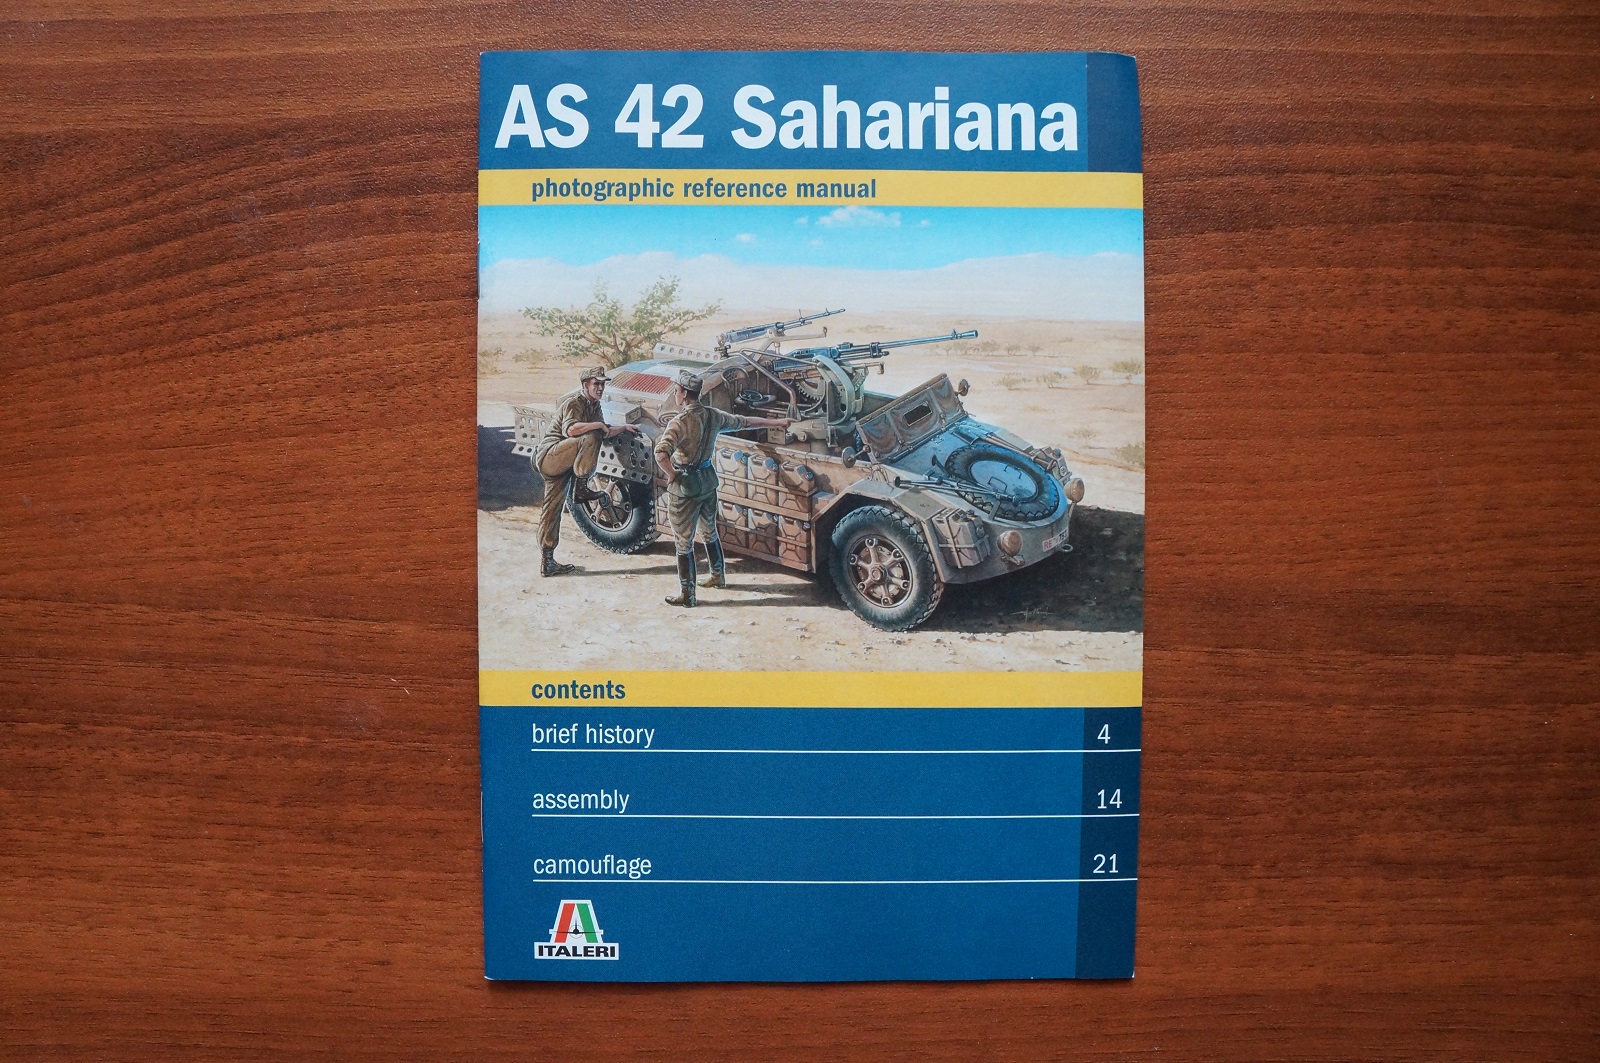 AS 42 Sahariana
photographic reference manual
contents
brief history 4
assembly 14
camouflage 21
ITALERI